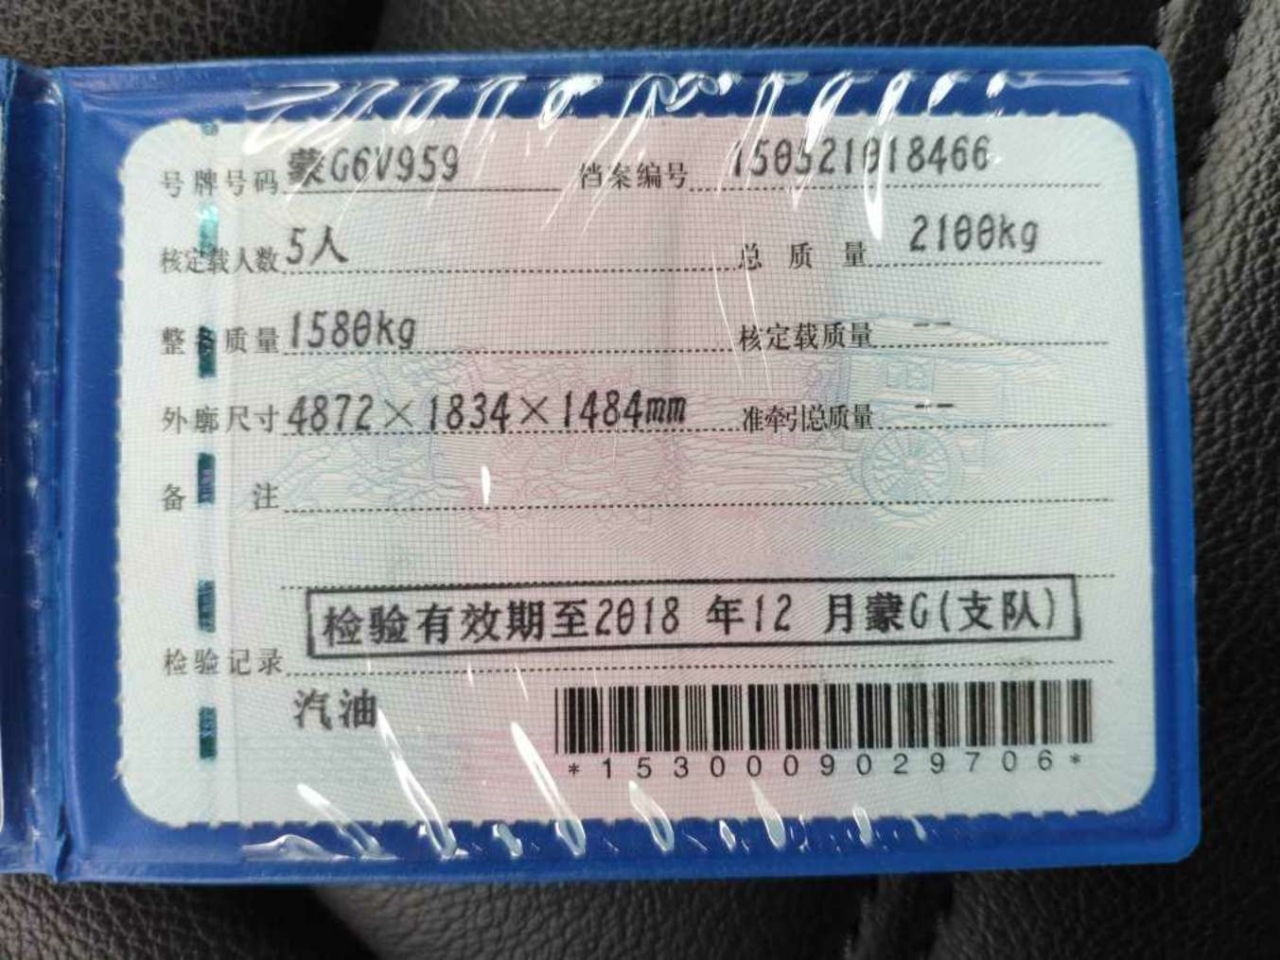 号牌号码 蒙G6V959 档案编号 150521018466
核定载人数 5人 总质量 2100kg
整备质量 1580kg 核定载质量 --
外廓尺寸 4872×1834×1484mm 准牵引总质量 --
备注
检验有效期至2018 年12 月蒙G(支队)
检验记录
汽油
*1530009029706*